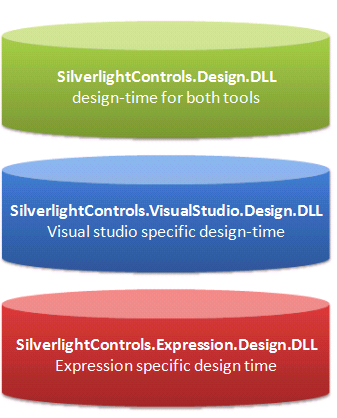 SilverlightControls.Design.DLL
design-time for both tools
SilverlightControls.VisualStudio.Design.DLL
Visual studio specific design-time
SilverlightControls.Expression.Design.DLL
Expression specific design time